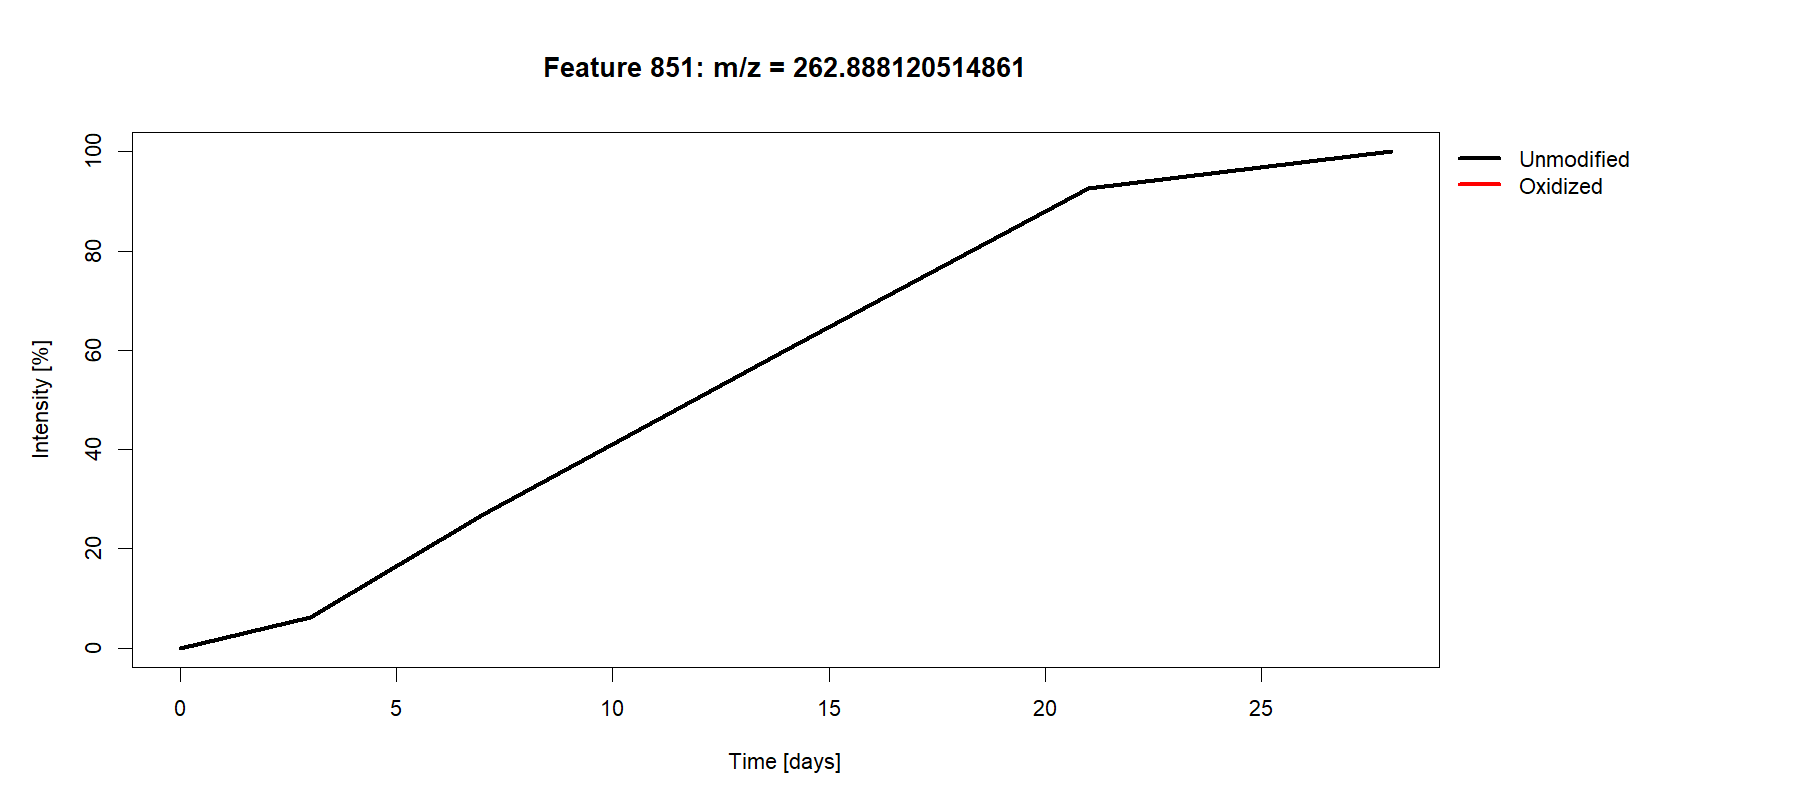 Feature 851: m/z = 262.888120514861
Unmodified
Oxidized
Intensity [%]
100
80
60
40
20
0
0 5 10 15 20 25
Time [days]